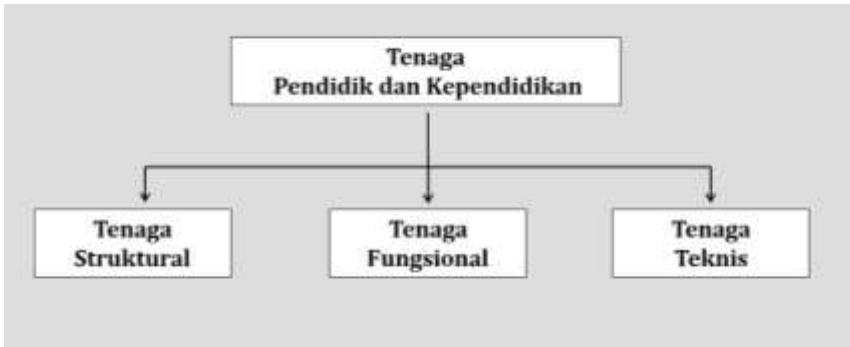 Tenaga
Pendidik dan Kependidikan
Tenaga
Struktural
Tenaga
Fungsional
Tenaga
Teknis